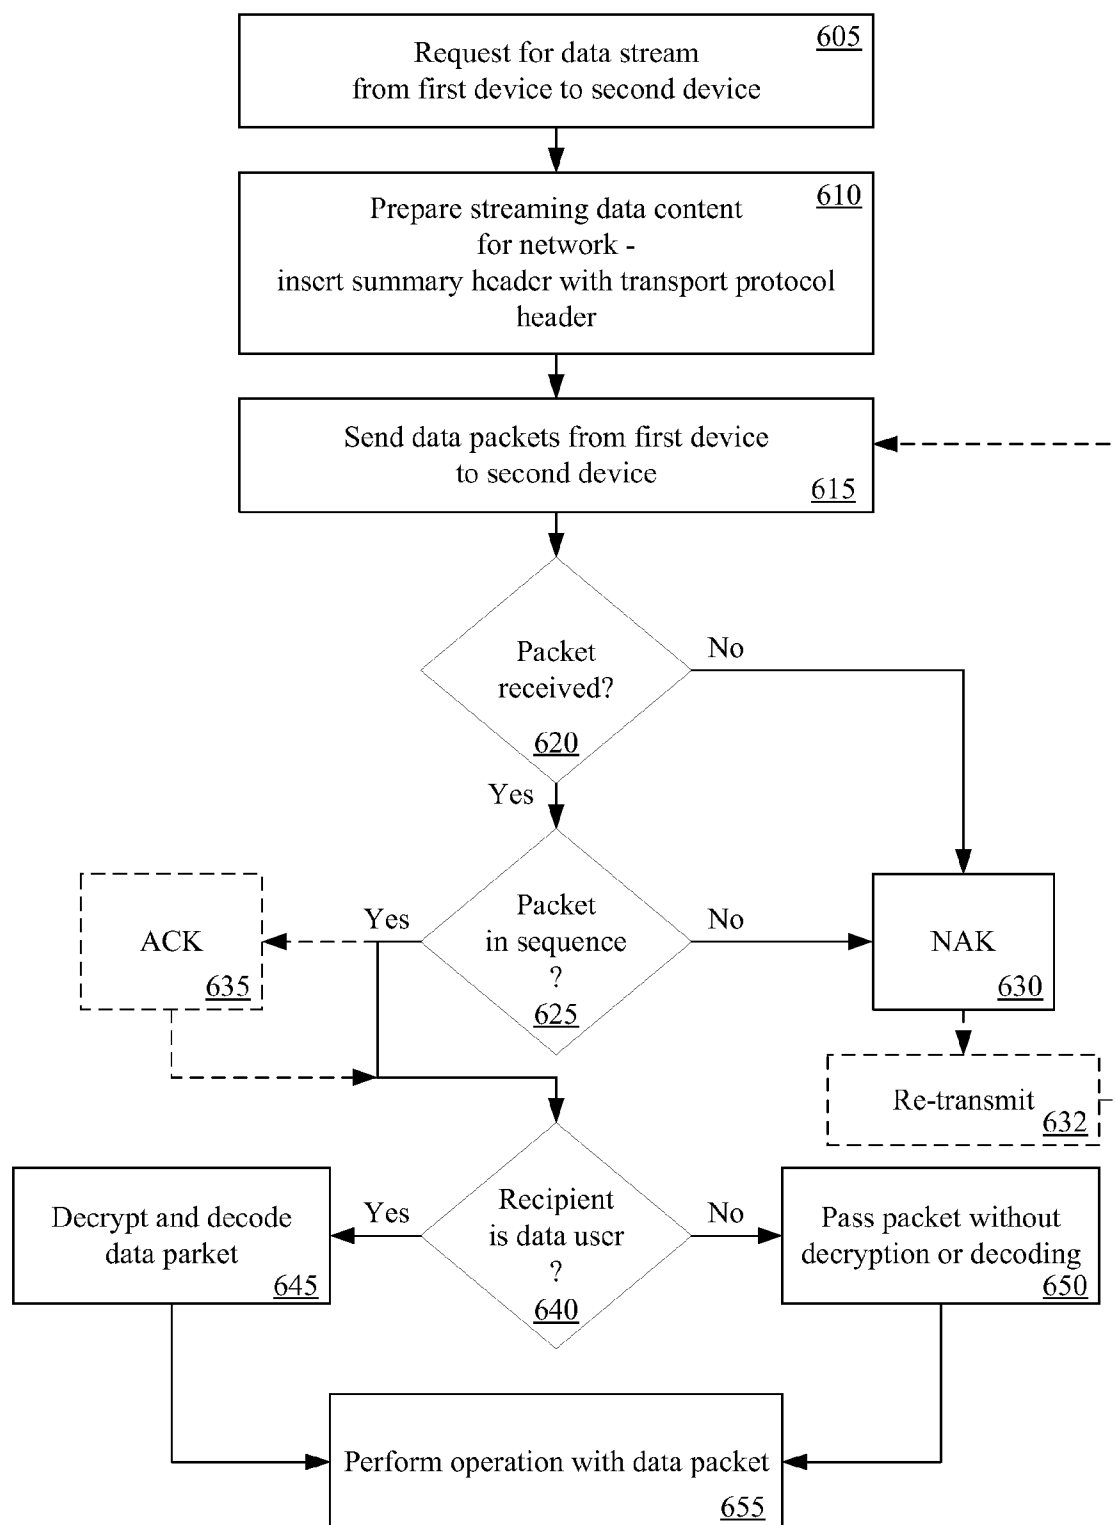 605
Request for data stream
from first device to second device
610
Prepare streaming data content
for network -
insert summary header with transport protocol
header
Send data packets from first device
to second device
615
Packet
received?
620
No
Yes
Packet
in sequence
?
625
Yes
No
ACK
635
NAK
630
Re-transmit
632
Recipient
is data user
?
640
Yes
No
Decrypt and decode
data parket
645
Pass packet without
decryption or decoding
650
Perform operation with data packet
655